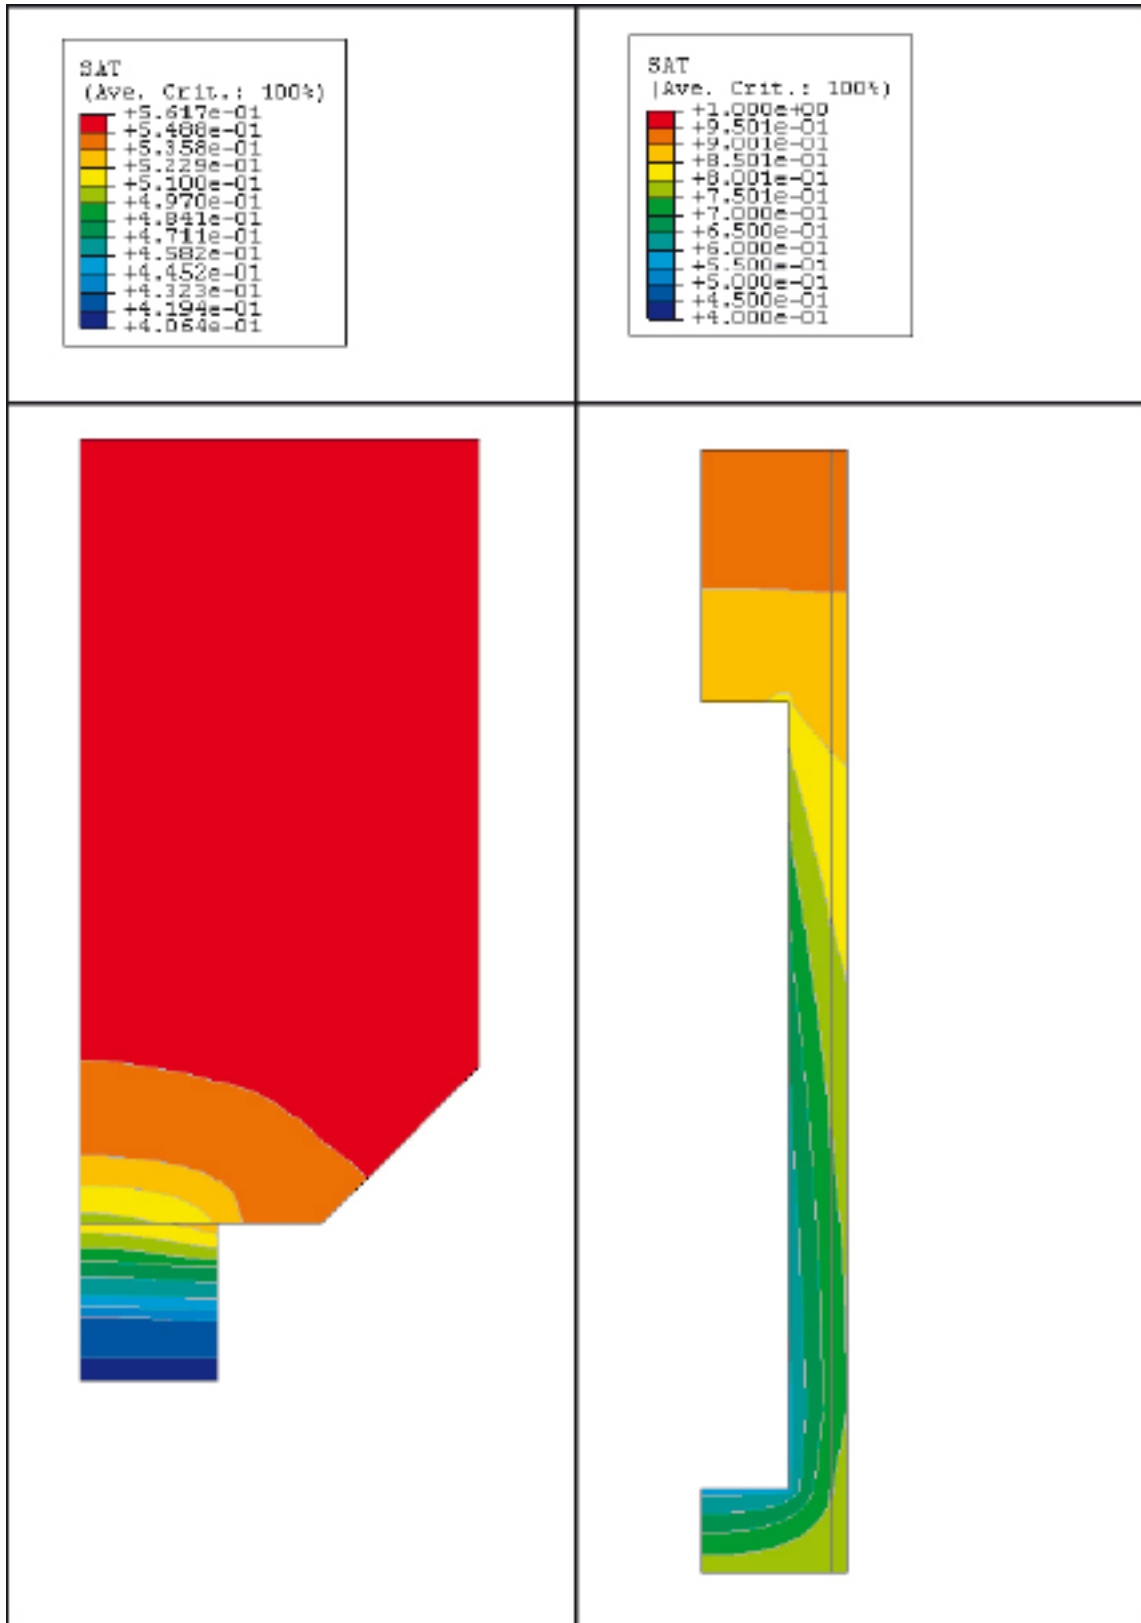 SAT
(Ave. Crit.: 100%)
+5.617e-01
+5.488e-01
+5.358e-01
+5.229e-01
+5.100e-01
+4.970e-01
+4.841e-01
+4.711e-01
+4.582e-01
+4.452e-01
+4.323e-01
+4.194e-01
+4.064e-01
SAT
(Ave. Crit.: 100%)
+1.000e+00
+9.501e-01
+9.001e-01
+8.501e-01
+8.001e-01
+7.501e-01
+7.000e-01
+6.500e-01
+6.000e-01
+5.500e-01
+5.000e-01
+4.500e-01
+4.000e-01